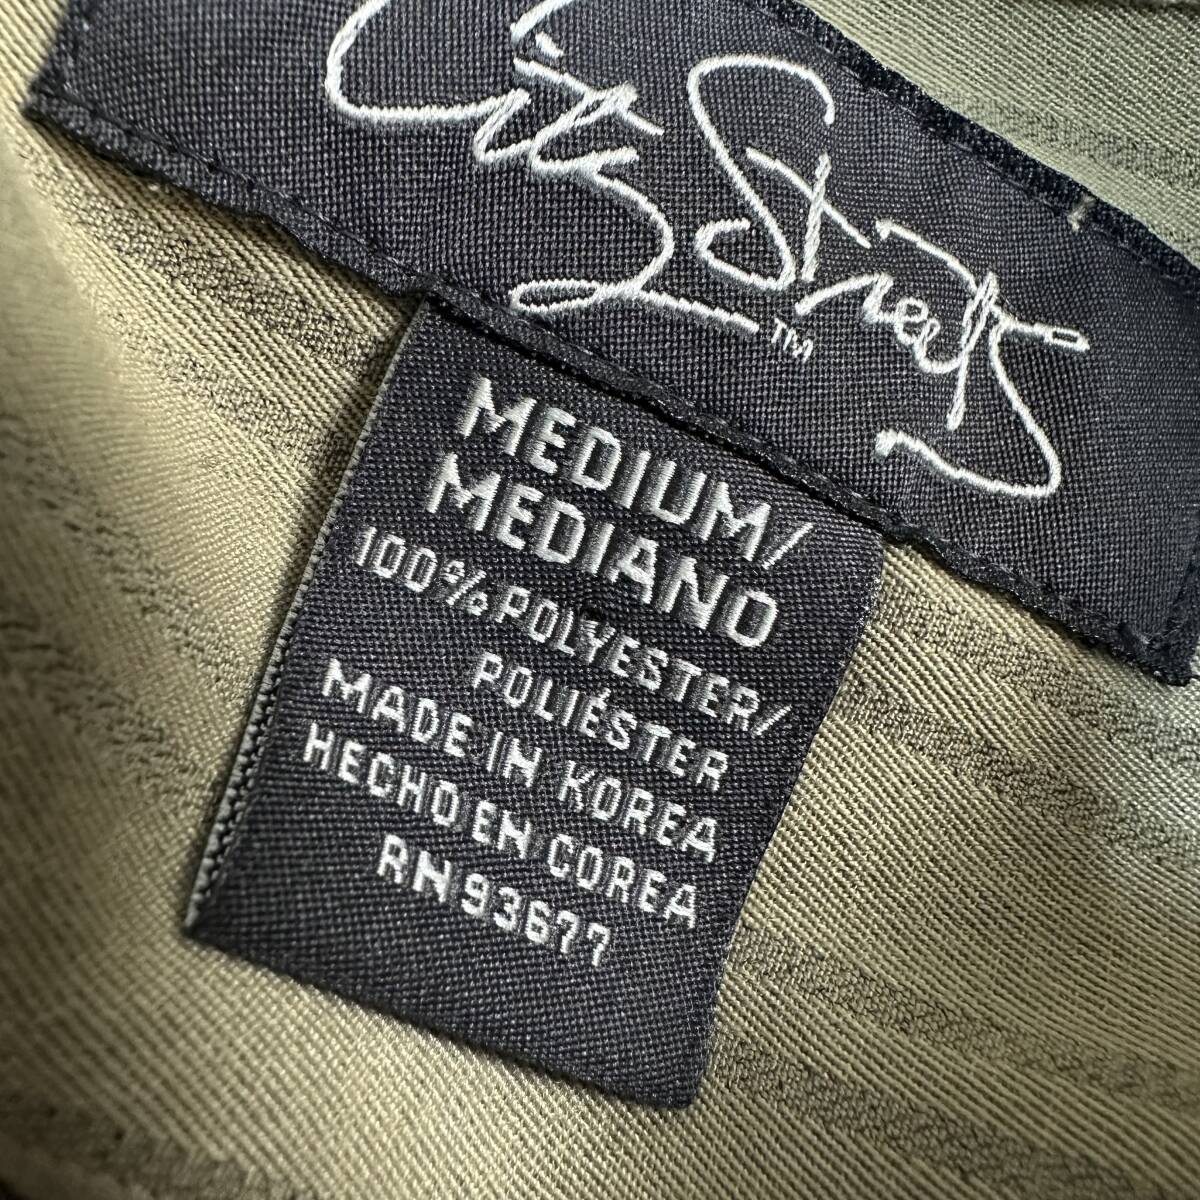 City Streets
™
MEDIUM/
MEDIANO
100% POLYESTER/
POLIÉSTER
MADE IN KOREA
HECHO EN COREA
RN 93677